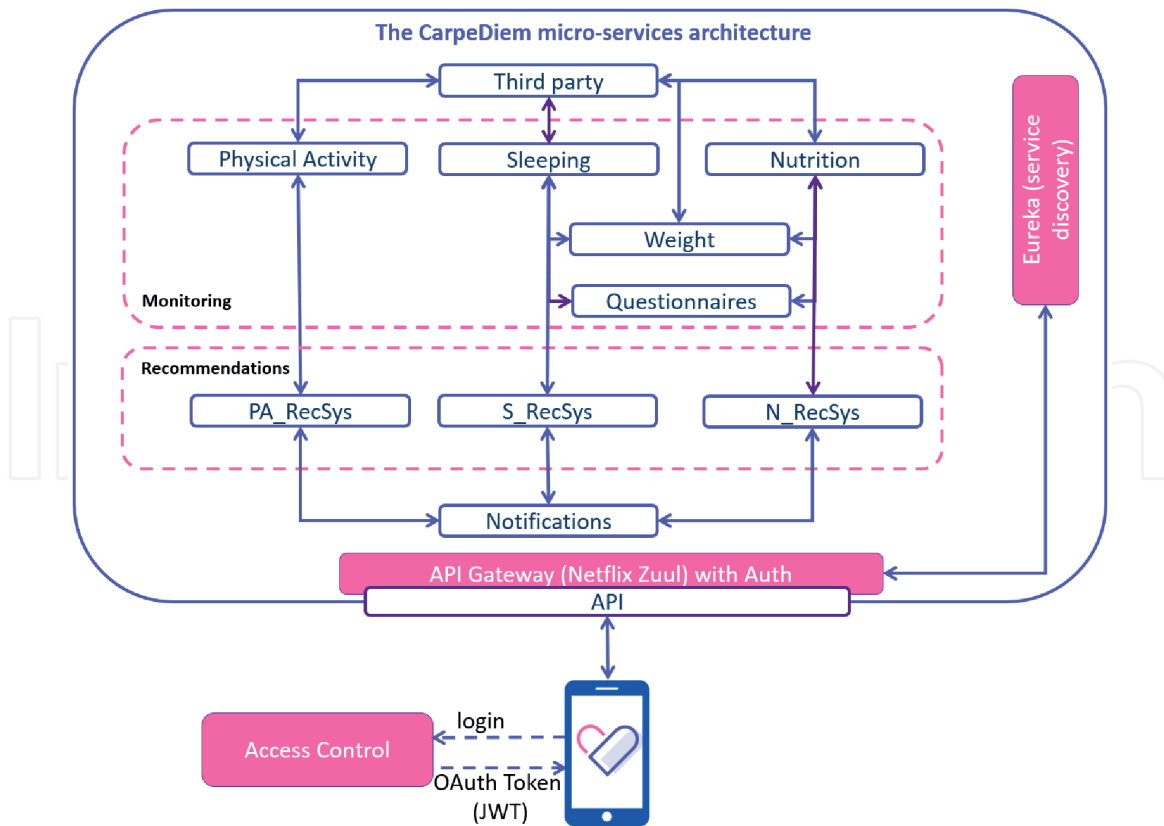 The CarpeDiem micro-services architecture
Third party
Physical Activity
Sleeping
Nutrition
Eureka (service
discovery)
Weight
Questionnaires
Monitoring
Recommendations
PA_RecSys
S_RecSys
N_RecSys
Notifications
API Gateway (Netflix Zuul) with Auth
API
login
Access Control
OAuth Token
(JWT)